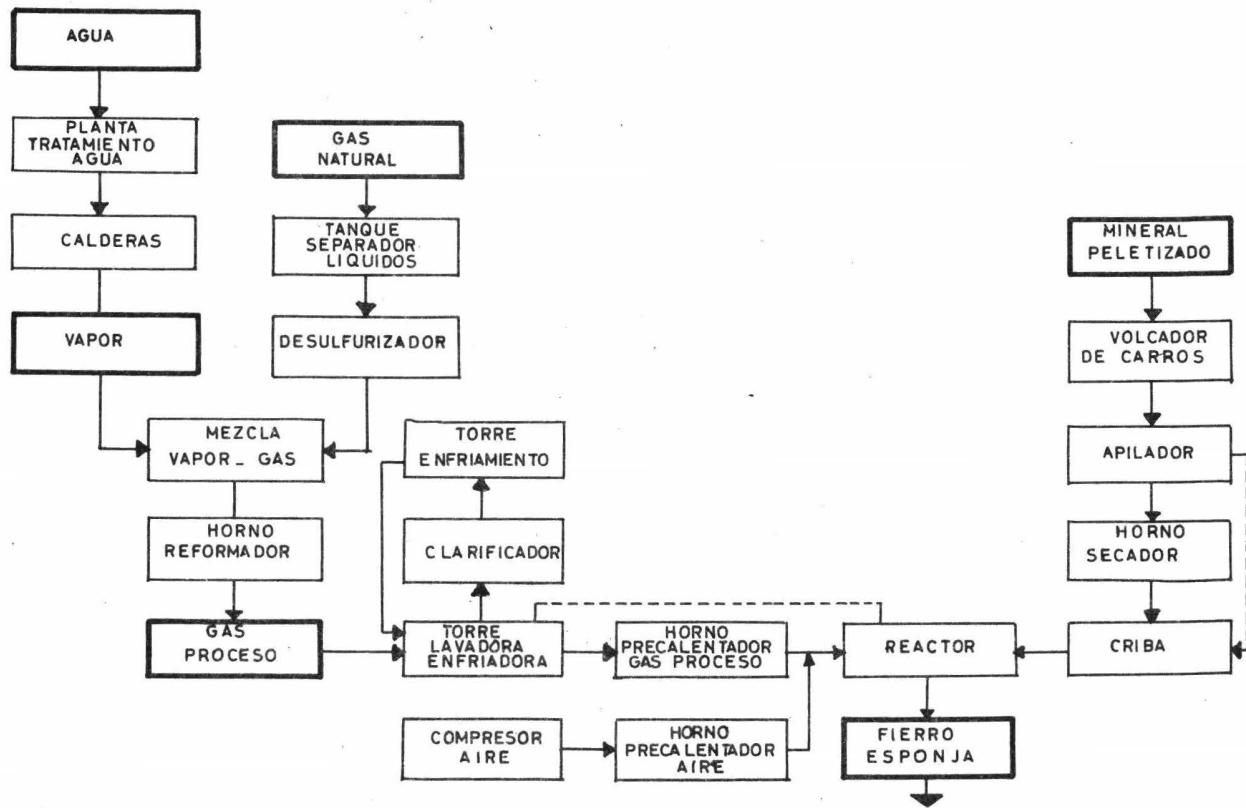 AGUA
PLANTA
TRATAMIENTO
AGUA
CALDERAS
VAPOR
GAS
NATURAL
TANQUE
SEPARADOR
LIQUIDOS
DESULFURIZADOR
MEZCLA
VAPOR_ GAS
HORNO
REFORMADOR
GAS
PROCESO
TORRE
ENFRIAMIENTO
CLARIFICADOR
TORRE
LAVADORA
ENFRIADORA
HORNO
PRECALENTADOR
GAS PROCESO
COMPRESOR
AIRE
HORNO
PRECALENTADOR
AIRE
REACTOR
FIERRO
ESPONJA
MINERAL
PELETIZADO
VOLCADOR
DE CARROS
APILADOR
HORNO
SECADOR
CRIBA